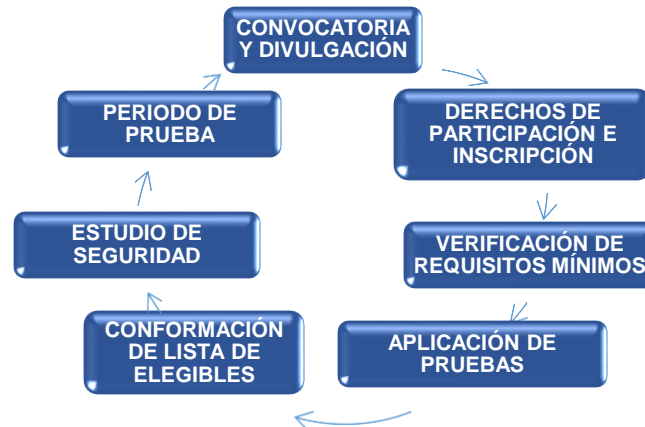 CONVOCATORIA
Y DIVULGACIÓN
DERECHOS DE
PARTICIPACIÓN E
INSCRIPCIÓN
VERIFICACIÓN DE
REQUISITOS MÍNIMOS
APLICACIÓN DE
PRUEBAS
CONFORMACIÓN
DE LISTA DE
ELEGIBLES
ESTUDIO DE
SEGURIDAD
PERIODO DE
PRUEBA